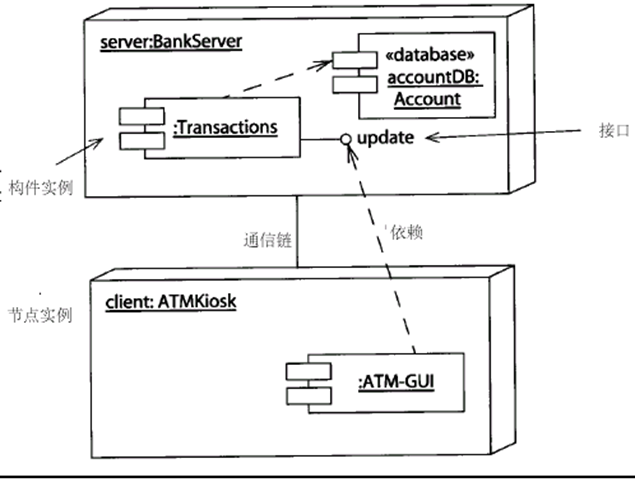 server:BankServer
«database»
accountDB:
Account
:Transactions
update
接口
构件实例
通信链
依赖
client: ATMKiosk
节点实例
:ATM-GUI